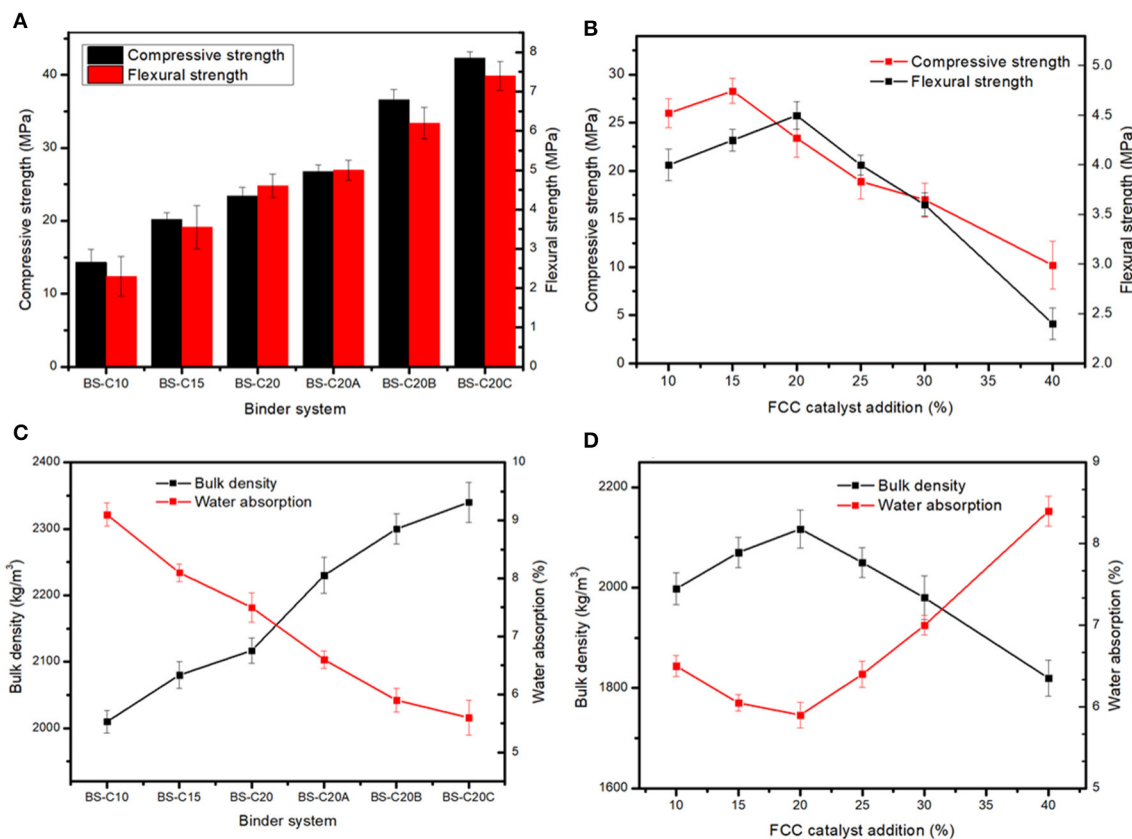 A
Compressive strength
Flexural strength
Compressive strength (MPa)
0
10
20
30
40
Flexural strength (MPa)
0
1
2
3
4
5
6
7
8
BS-C10 BS-C15 BS-C20 BS-C20A BS-C20B BS-C20C
Binder system
B
Compressive strength
Flexural strength
Compressive strength (MPa)
0
5
10
15
20
25
30
Flexural strength (MPa)
2.0
2.5
3.0
3.5
4.0
4.5
5.0
10 15 20 25 30 35 40
FCC catalyst addition (%)
C
Bulk density
Water absorption
Bulk density (kg/m³)
2000
2100
2200
2300
2400
Water absorption (%)
5
6
7
8
9
10
BS-C10 BS-C15 BS-C20 BS-C20A BS-C20B BS-C20C
Binder system
D
Bulk density
Water absorption
Bulk density (kg/m³)
1600
1800
2000
2200
Water absorption (%)
5
6
7
8
9
10 15 20 25 30 35 40
FCC catalyst addition (%)